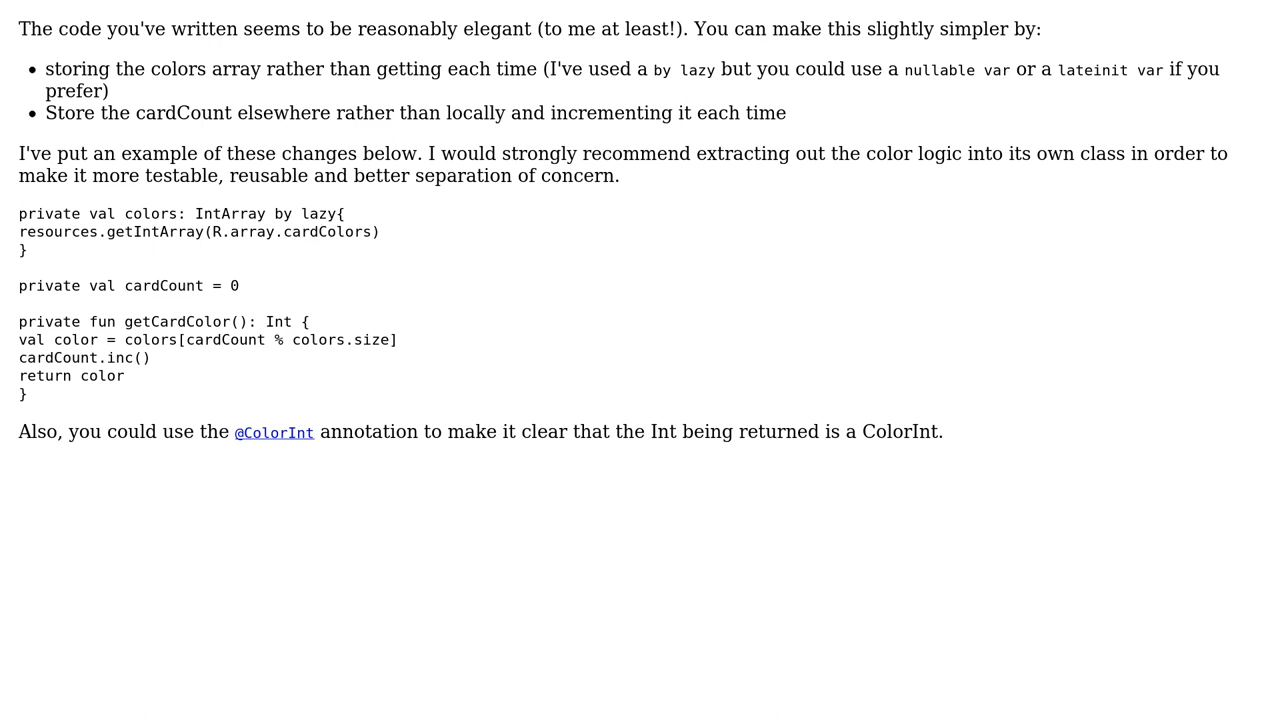 The code you've written seems to be reasonably elegant (to me at least!). You can make this slightly simpler by:
• storing the colors array rather than getting each time (I've used a by lazy but you could use a nullable var or a lateinit var if you
prefer)
• Store the cardCount elsewhere rather than locally and incrementing it each time
I've put an example of these changes below. I would strongly recommend extracting out the color logic into its own class in order to
make it more testable, reusable and better separation of concern.
private val colors: IntArray by lazy{
resources.getIntArray(R.array.cardColors)
}
private val cardCount = 0
private fun getCardColor(): Int {
val color = colors[cardCount % colors.size]
cardCount.inc()
return color
}
Also, you could use the @ColorInt annotation to make it clear that the Int being returned is a ColorInt.